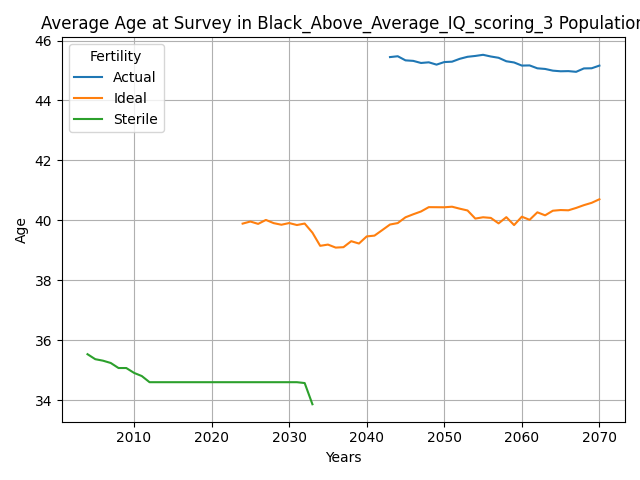 Average Age at Survey in Black_Above_Average_IQ_scoring_3 Population
Fertility
Actual
Ideal
Sterile
Age
46
44
42
40
38
36
34
2010
2020
2030
2040
2050
2060
2070
Years